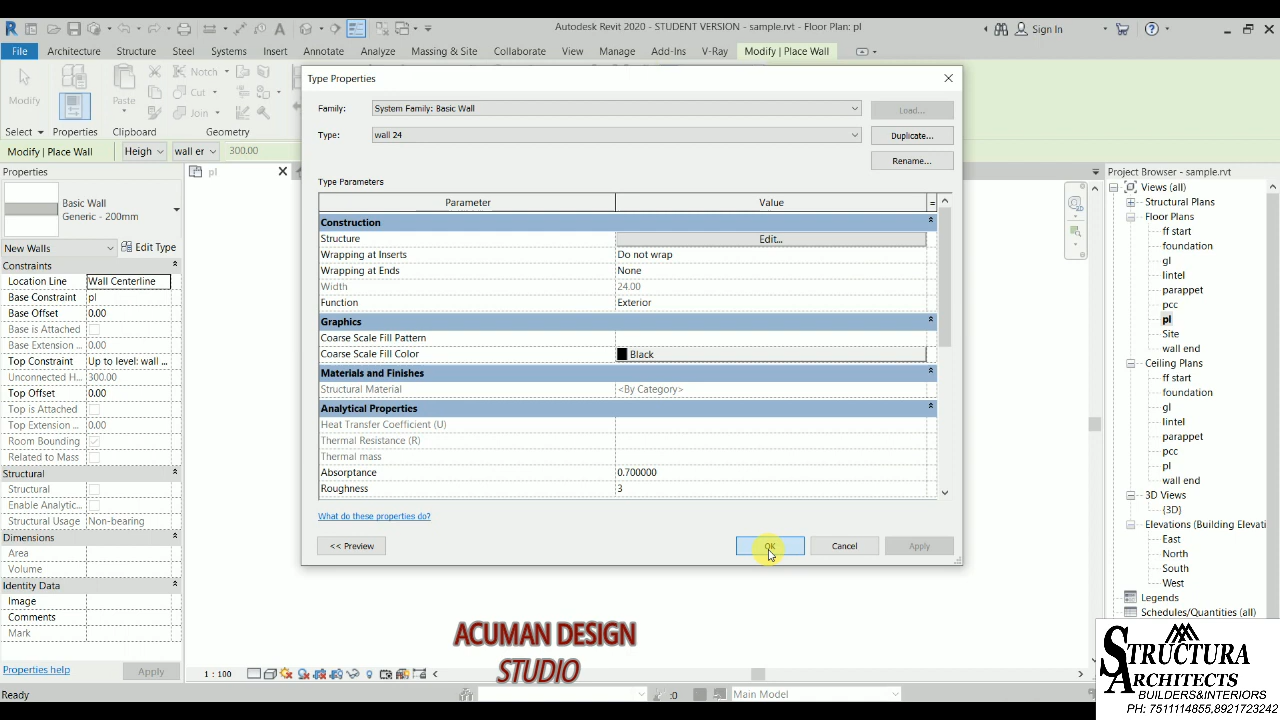 Autodesk Revit 2020 - STUDENT VERSION - sample.rvt - Floor Plan: pl
Sign In
File Architecture Structure Steel Systems Insert Annotate Analyze Massing & Site Collaborate View Manage Add-Ins V-Ray Modify | Place Wall
Modify
Paste
Notch
Cut
Join
Select Properties Clipboard Geometry
Modify | Place Wall Heigh wall er 300.00
Properties
Basic Wall
Generic - 200mm
New Walls Edit Type
Constraints
Location Line Wall Centerline
Base Constraint pl
Base Offset 0.00
Base is Attached
Base Extension ...
Top Constraint Up to level: wall ...
Unconnected H... 300.00
Top Offset 0.00
Top is Attached
Top Extension ... 0.00
Room Bounding
Related to Mass
Structural
Structural
Enable Analytic...
Structural Usage Non-bearing
Dimensions
Area
Volume
Identity Data
Image
Comments
Mark
Properties help Apply
pl
Type Properties
Family: System Family: Basic Wall Load...
Type: wall 24 Duplicate...
Rename...
Type Parameters
Parameter Value =
Construction
Structure Edit...
Wrapping at Inserts Do not wrap
Wrapping at Ends None
Width 24.00
Function Exterior
Graphics
Coarse Scale Fill Pattern
Coarse Scale Fill Color Black
Materials and Finishes
Structural Material <By Category>
Analytical Properties
Heat Transfer Coefficient (U)
Thermal Resistance (R)
Thermal mass
Absorptance 0.700000
Roughness 3
What do these properties do?
<< Preview OK Cancel Apply
Project Browser - sample.rvt
Views (all)
Structural Plans
Floor Plans
ff start
foundation
gl
lintel
parappet
pcc
pl
Site
wall end
Ceiling Plans
ff start
foundation
gl
lintel
parappet
pcc
pl
wall end
3D Views
{3D}
Elevations (Building Elevati
East
North
South
West
Legends
Schedules/Quantities (all)
ACUMAN DESIGN
STUDIO
1 : 100
Ready :0 Main Model
STRUCTURA
ARCHITECTS
BUILDERS&INTERIORS
PH: 7511114855,8921723242